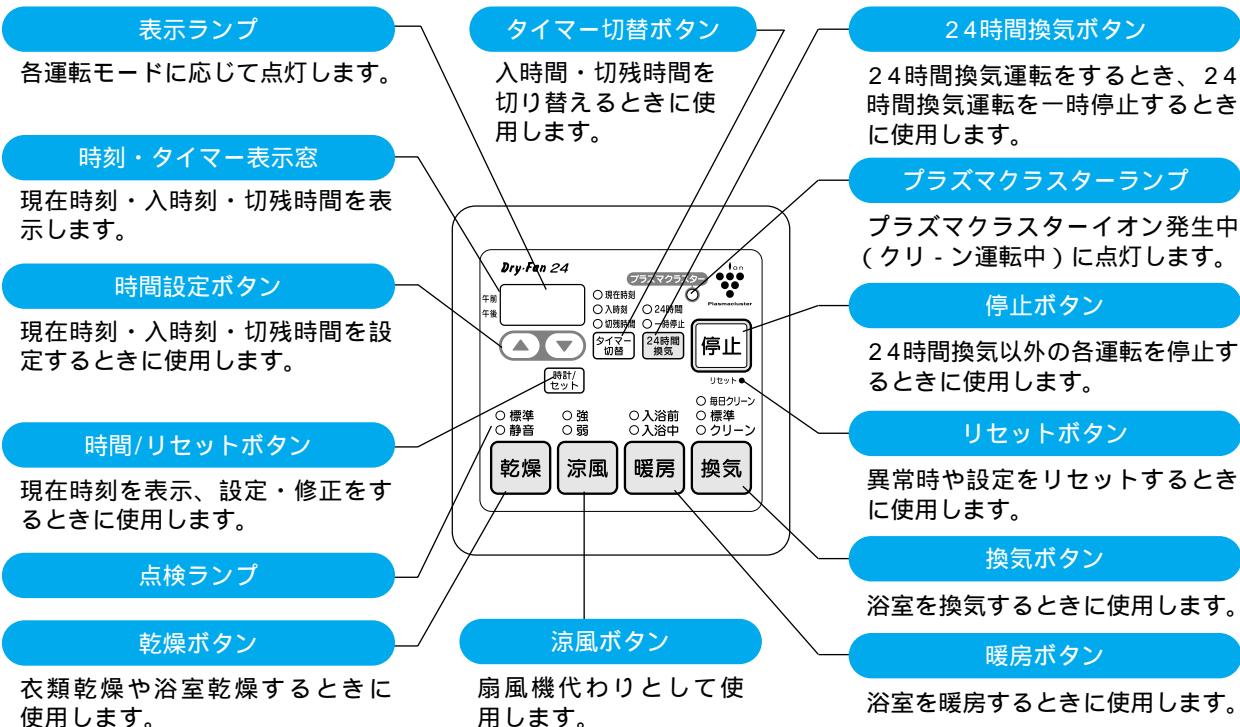 表示ランプ
各運転モードに応じて点灯します。
時刻・タイマー表示窓
現在時刻・入時刻・切残時間を表
示します。
時間設定ボタン
現在時刻・入時刻・切残時間を設
定するときに使用します。
時間/リセットボタン
現在時刻を表示、設定・修正をす
るときに使用します。
点検ランプ
乾燥ボタン
衣類乾燥や浴室乾燥するときに
使用します。
タイマー切替ボタン
入時間・切残時間を
切り替えるときに使
用します。
Dry・Fan 24
プラズマクラスター
Ion
Plasmacluster
午前
午後
現在時刻
入時刻
切残時間
24時間
一時停止
タイマー
切替
24時間
換気
停止
時計/
セット
リセット
標準
静音
強
弱
入浴前
入浴中
毎日クリーン
標準
クリーン
乾燥
涼風
暖房
換気
涼風ボタン
扇風機代わりとして使
用します。
24時間換気ボタン
24時間換気運転をするとき、24
時間換気運転を一時停止するとき
に使用します。
プラズマクラスターランプ
プラズマクラスターイオン発生中
(クリ-ン運転中)に点灯します。
停止ボタン
24時間換気以外の各運転を停止す
るときに使用します。
リセットボタン
異常時や設定をリセットするとき
に使用します。
換気ボタン
浴室を換気するときに使用します。
暖房ボタン
浴室を暖房するときに使用します。